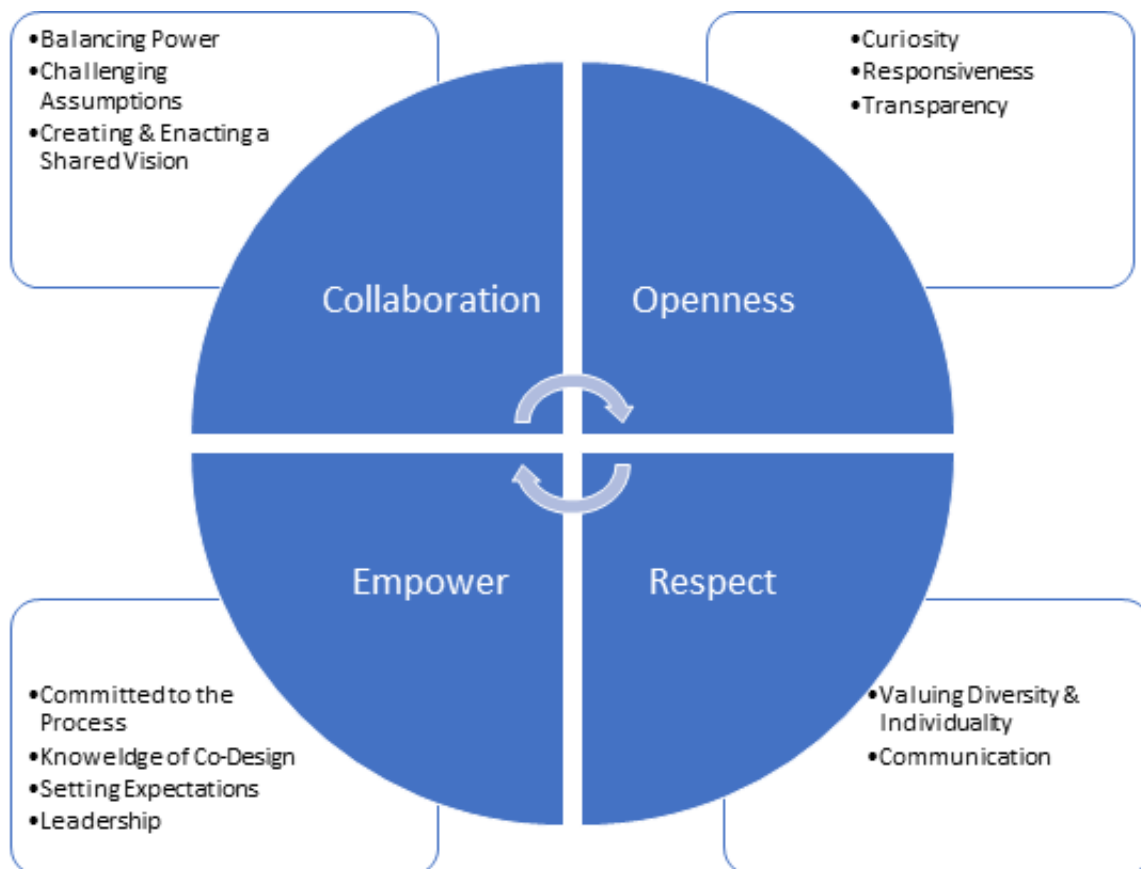 •Balancing Power
•Challenging
Assumptions
•Creating & Enacting a
Shared Vision
•Curiosity
•Responsiveness
•Transparency
Collaboration
Openness
Empower
Respect
•Committed to the
Process
•Knoweldge of Co-Design
•Setting Expectations
•Leadership
•Valuing Diversity &
Individuality
•Communication